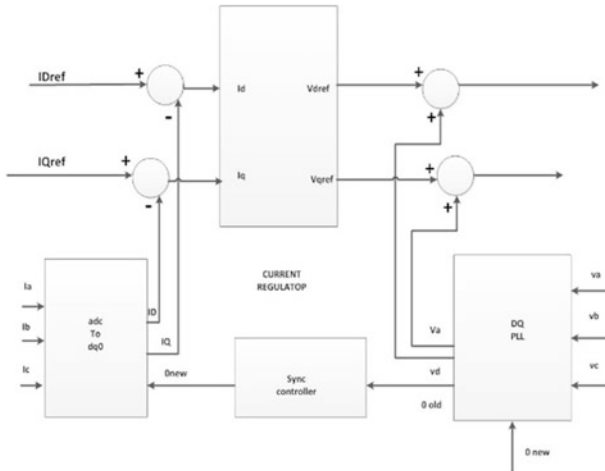 +
+
IDref
Id
Vdref
-
+
+
+
IQref
Iq
Vqref
-
+
CURRENT
REGULATOP
Ia
Ib
Ic
adc
To
dq0
ID
IQ
0new
Sync
controller
Va
vd
0 old
DQ
PLL
va
vb
vc
0 new